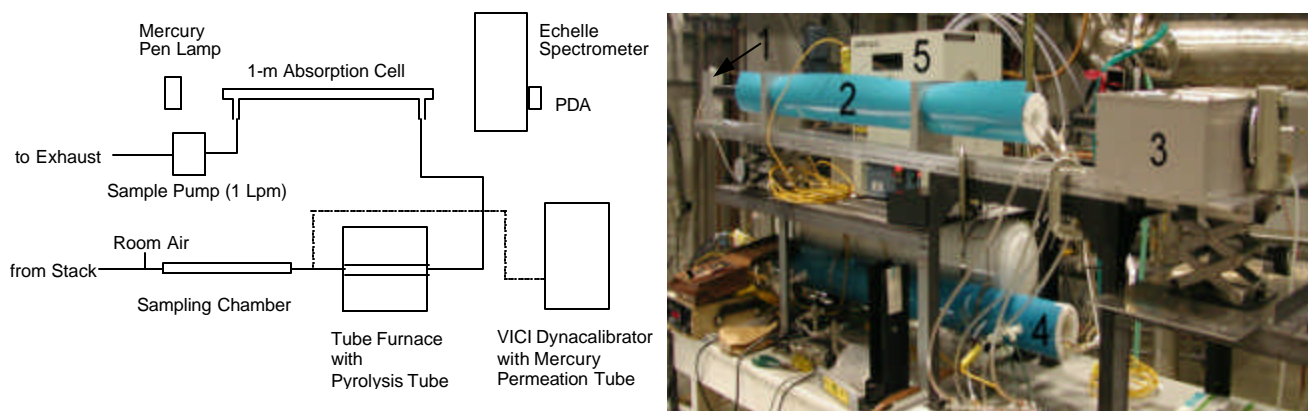 Mercury
Pen Lamp
1-m Absorption Cell
Echelle
Spectrometer
PDA
to Exhaust
Sample Pump (1 Lpm)
Room Air
from Stack
Sampling Chamber
Tube Furnace
with
Pyrolysis Tube
VICI Dynacalibrator
with Mercury
Permeation Tube
1
2
5
3
4